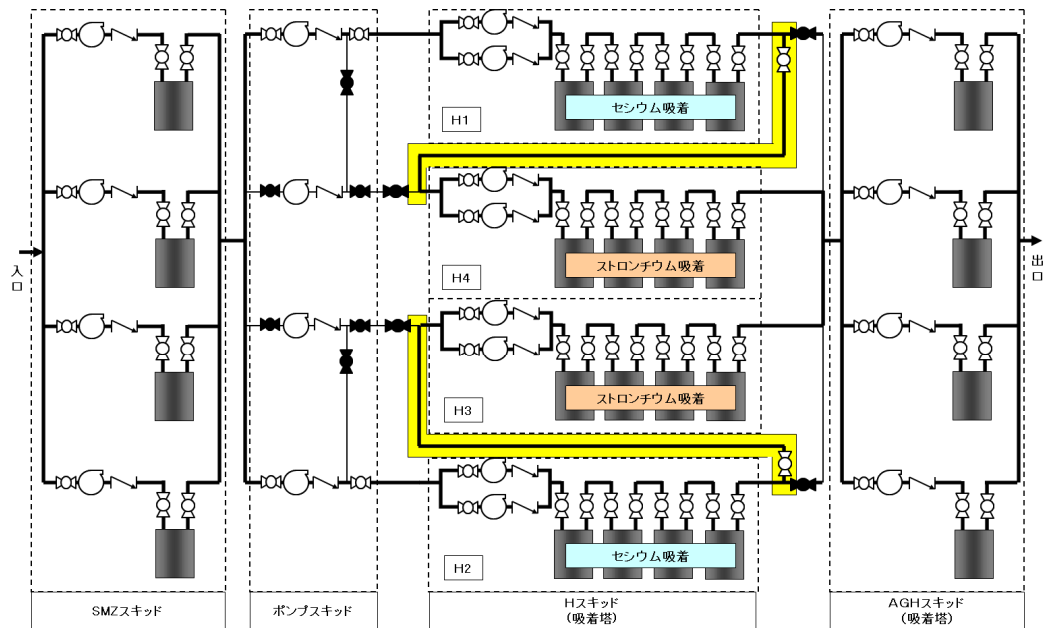 セシウム吸着
H1
入口
ストロンチウム吸着
H4
出口
ストロンチウム吸着
H3
セシウム吸着
H2
SMZスキッド
ポンプスキッド
Hスキッド
(吸着塔)
AGHスキッド
(吸着塔)